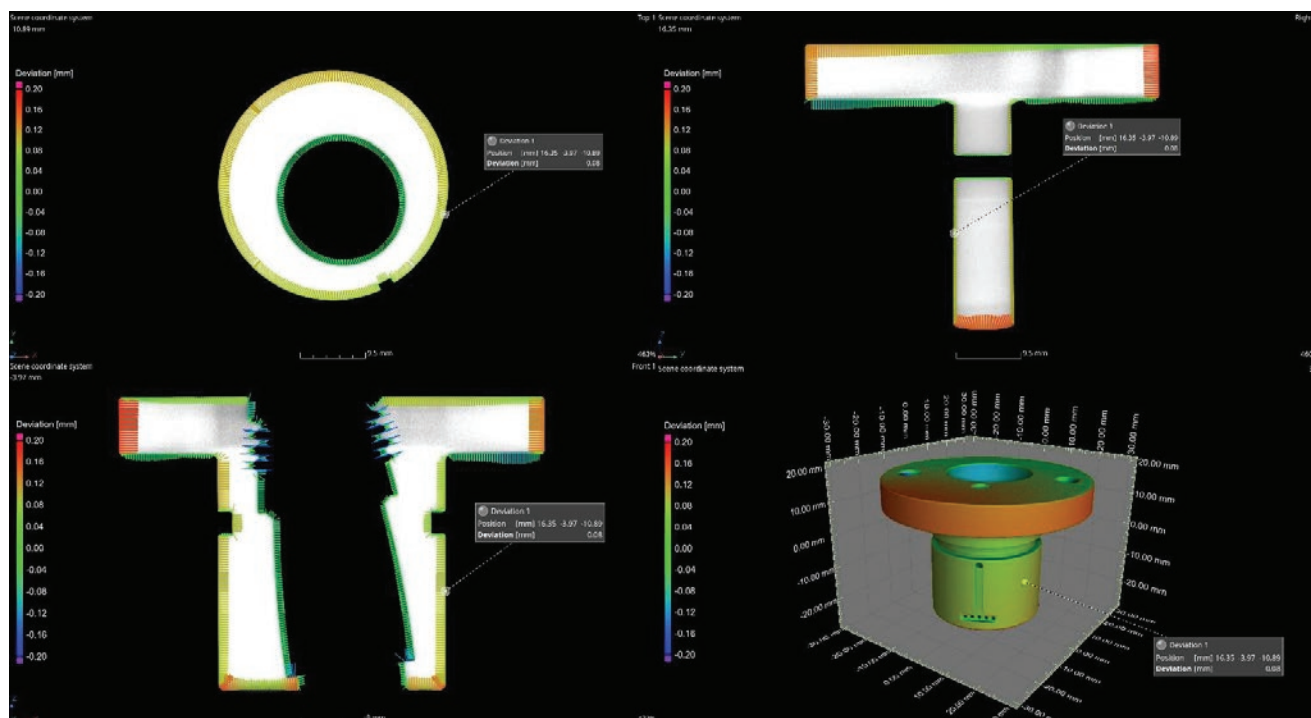 Scene coordinate system
10.89 mm
Deviation [mm]
0.20
0.16
0.12
0.08
0.04
0.00
-0.04
-0.08
-0.12
-0.16
-0.20
Deviation 1
Position [mm] 16.35 -3.97 -10.89
Deviation [mm] 0.08
9.5 mm
Top 1
Scene coordinate system
16.35 mm
Right
Deviation [mm]
0.20
0.16
0.12
0.08
0.04
0.00
-0.04
-0.08
-0.12
-0.16
-0.20
Deviation 1
Position [mm] 16.35 -3.97 -10.89
Deviation [mm] 0.08
463%
9.5 mm
Scene coordinate system
-3.97 mm
Deviation [mm]
0.20
0.16
0.12
0.08
0.04
0.00
-0.04
-0.08
-0.12
-0.16
-0.20
Deviation 1
Position [mm] 16.35 -3.97 -10.89
Deviation [mm] 0.08
Front 1
Scene coordinate system
Deviation [mm]
0.20
0.16
0.12
0.08
0.04
0.00
-0.04
-0.08
-0.12
-0.16
-0.20
20.00 mm
10.00 mm
0.00 mm
-10.00 mm
-20.00 mm
-20.00 mm
10.00 mm
0.00 mm
-10.00 mm
-20.00 mm
Deviation 1
Position [mm] 16.35 -3.97 -10.89
Deviation [mm] 0.08